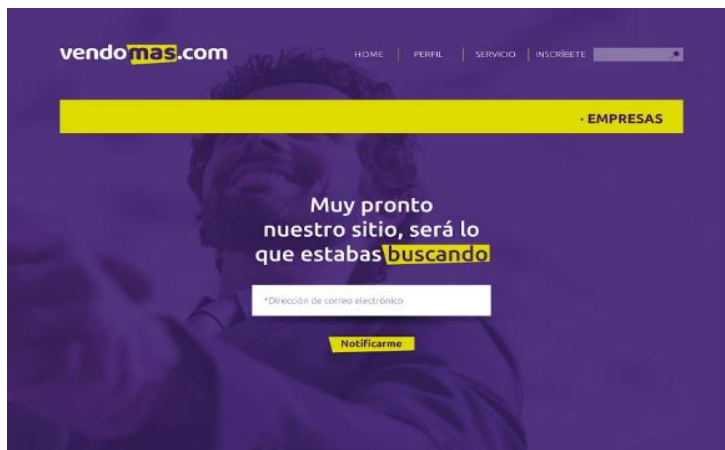 vendomas.com
HOME | PERFIL | SERVICIO | INSCRÍBETE
· EMPRESAS
Muy pronto
nuestro sitio, será lo
que estabas buscando
*Dirección de correo electrónico
Notificarme